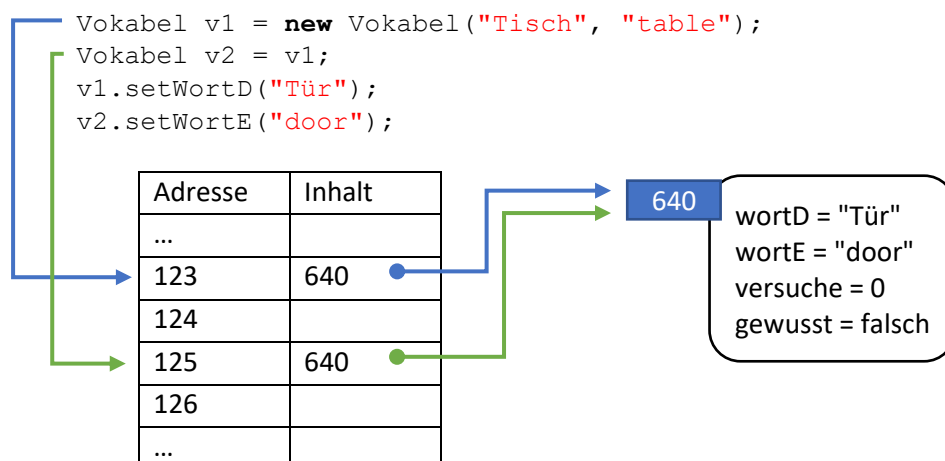 Vokabel v1 = new Vokabel("Tisch", "table");
Vokabel v2 = v1;
v1.setWortD("Tür");
v2.setWortE("door");
Adresse Inhalt
…
123 640
124
125 640
126
…
640
wortD = "Tür"
wortE = "door"
versuche = 0
gewusst = falsch